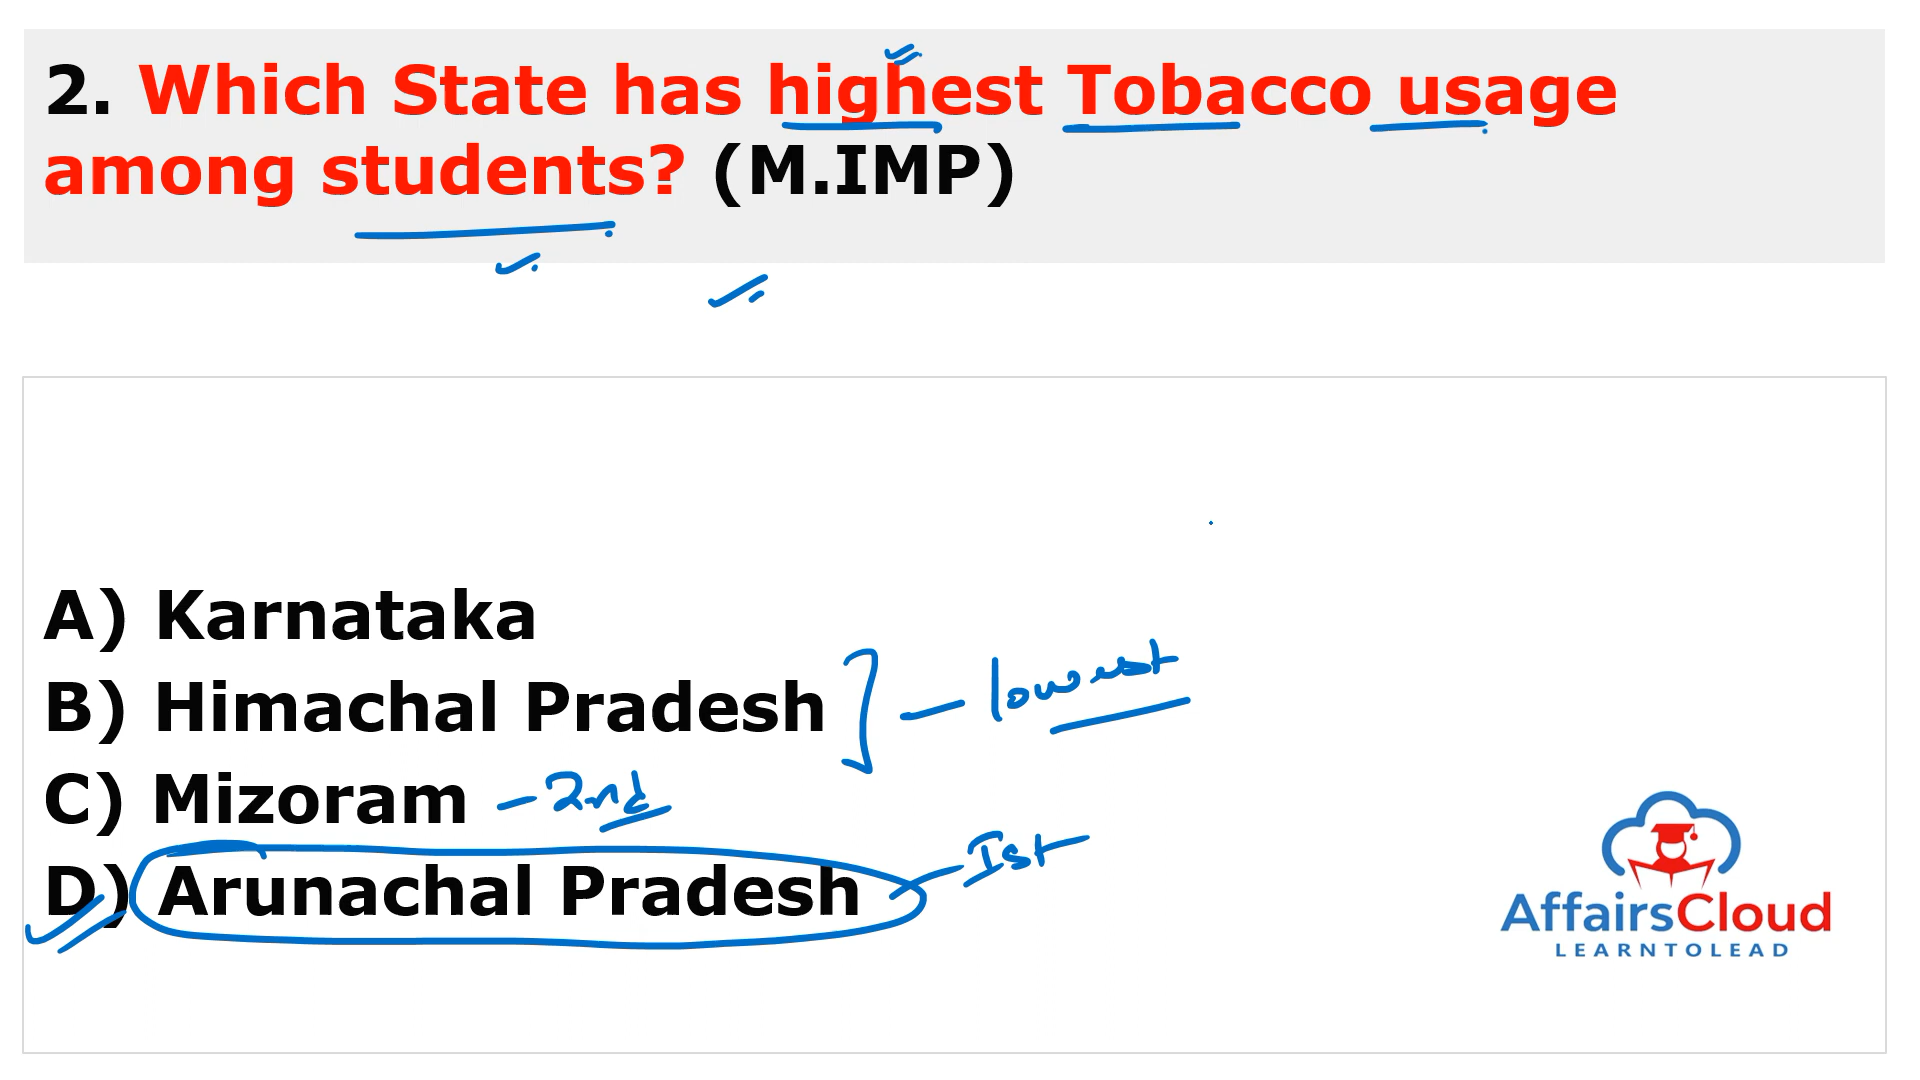 2. Which State has highest Tobacco usage
among students? (M.IMP)
A) Karnataka
B) Himachal Pradesh - lowest
C) Mizoram - 2nd
D) Arunachal Pradesh - Ist
AffairsCloud
LEARNTOLEAD